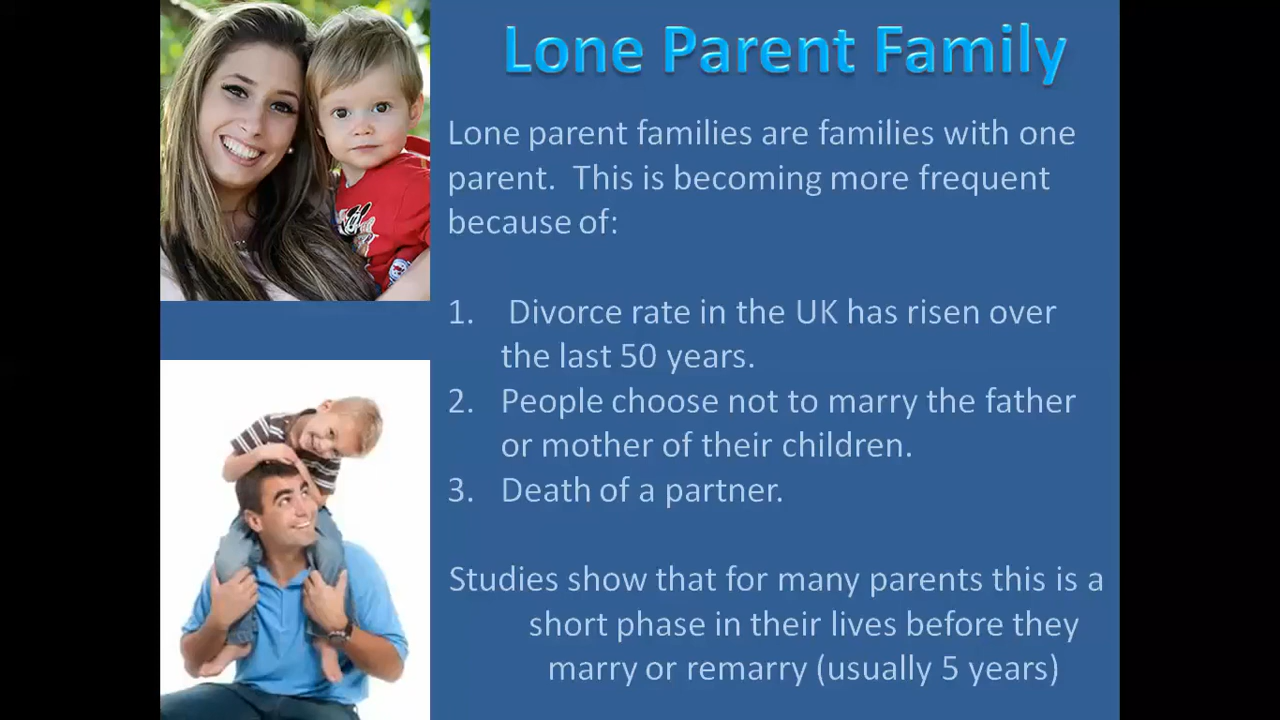 Lone Parent Family
Lone parent families are families with one
parent.  This is becoming more frequent
because of:
1.  Divorce rate in the UK has risen over
the last 50 years.
2.  People choose not to marry the father
or mother of their children.
3.  Death of a partner.
Studies show that for many parents this is a
short phase in their lives before they
marry or remarry (usually 5 years)